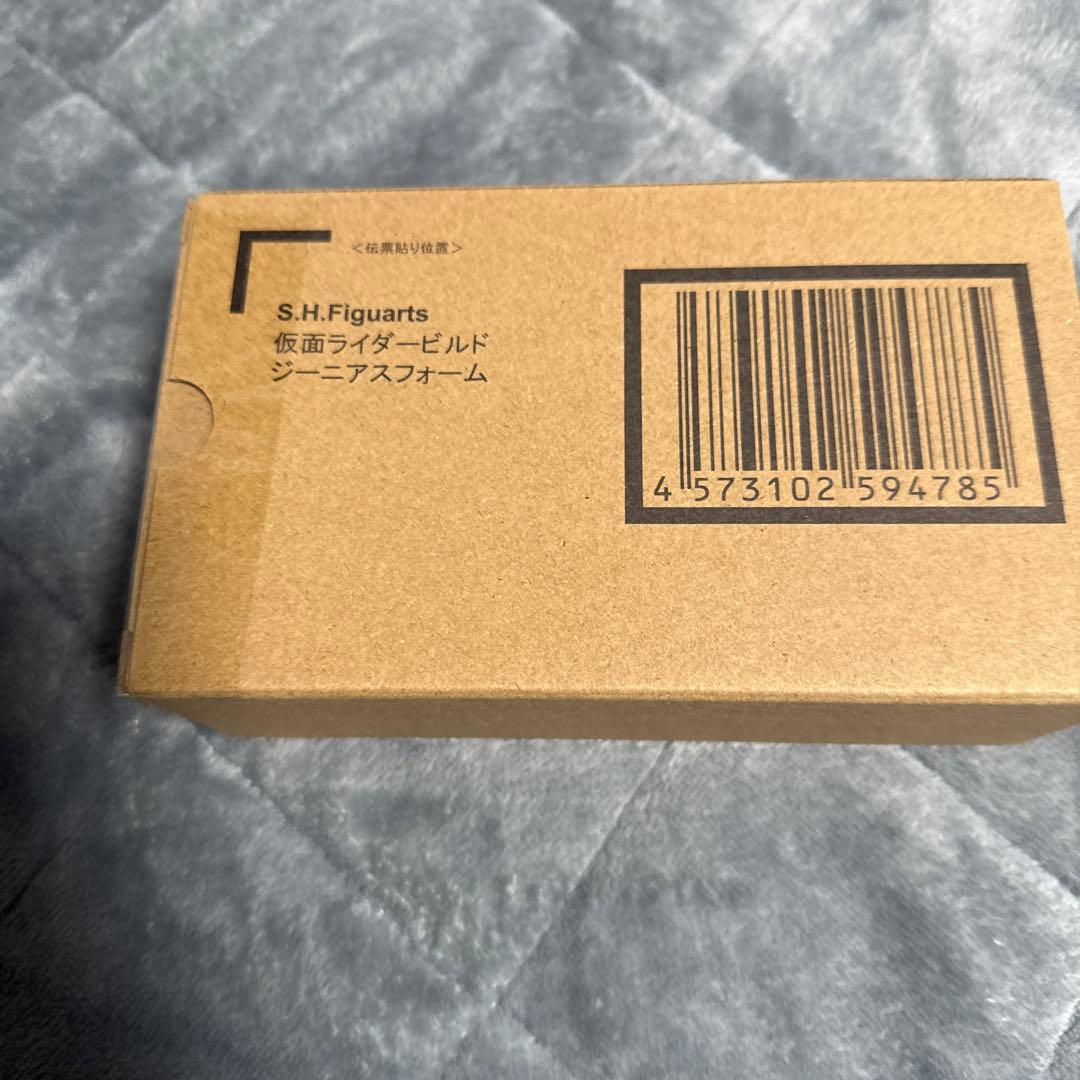 <伝票貼り位置>
S.H.Figuarts
仮面ライダービルド
ジーニアスフォーム
4 573102 594785